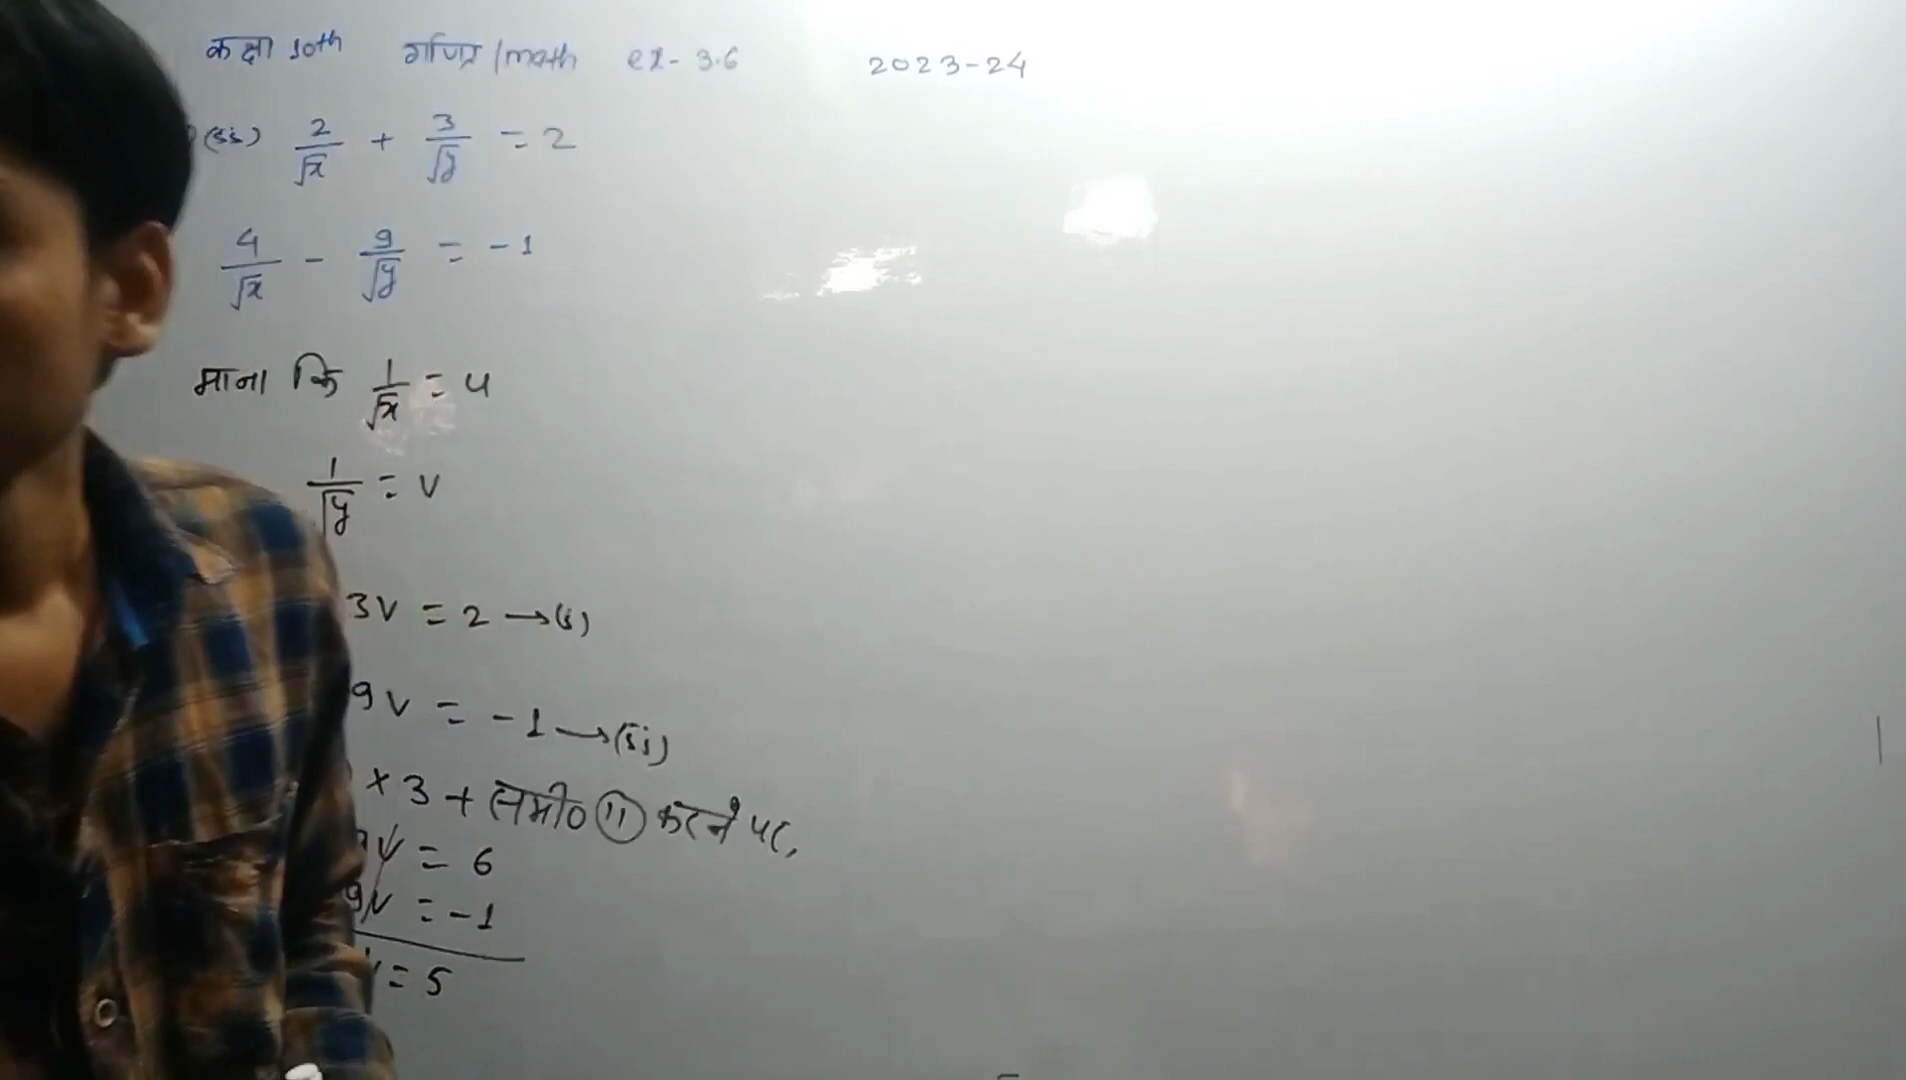 कक्षा 10th गणित /math ex- 3.6 2023-24
(ii) 2/√x + 3/√y = 2
4/√x - 9/√y = -1
माना कि 1/√x = u
1/√y = v
3v = 2 →(i)
9v = -1 →(ii)
× 3 + समी० (11) करने पर,
v = 6
9v = -1
= 5